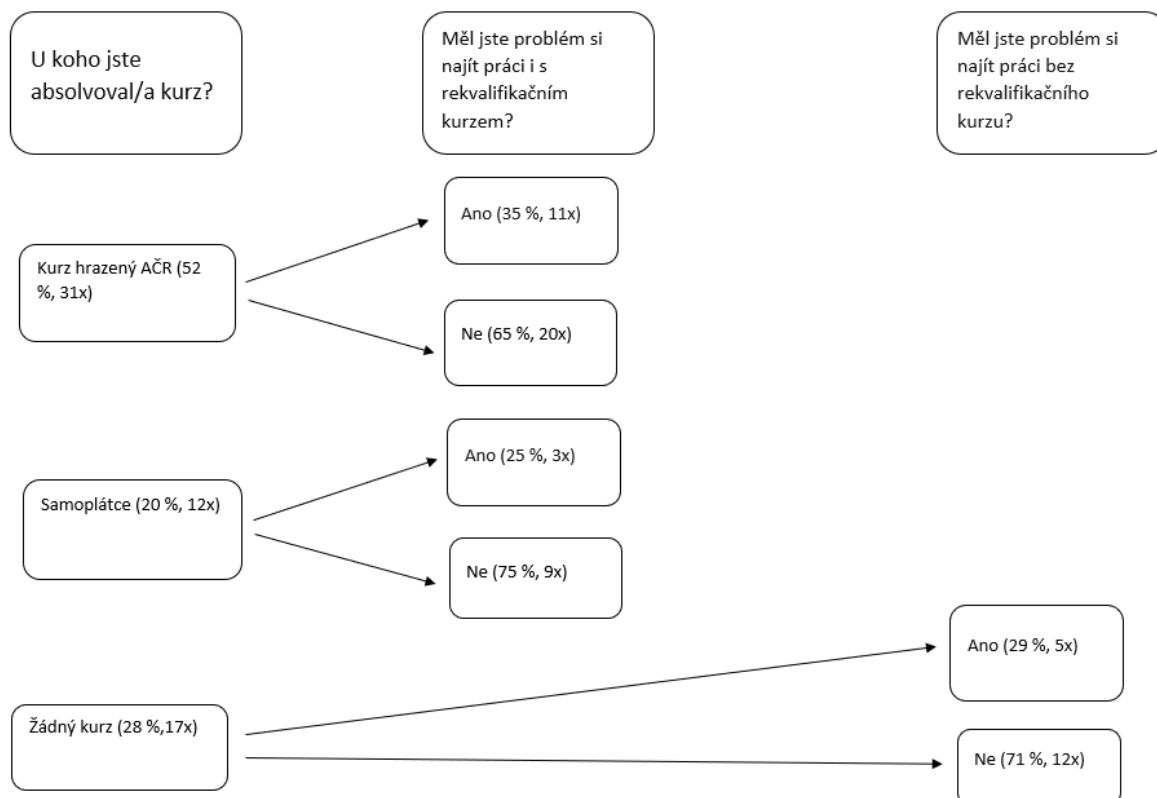 U koho jste
absolvoval/a kurz?
Měl jste problém si
najít práci i s
rekvalifikačním
kurzem?
Měl jste problém si
najít práci bez
rekvalifikačního
kurzu?
Kurz hrazený AČR (52
%, 31x)
Ano (35 %, 11x)
Ne (65 %, 20x)
Samoplátce (20 %, 12x)
Ano (25 %, 3x)
Ne (75 %, 9x)
Žádný kurz (28 %,17x)
Ano (29 %, 5x)
Ne (71 %, 12x)